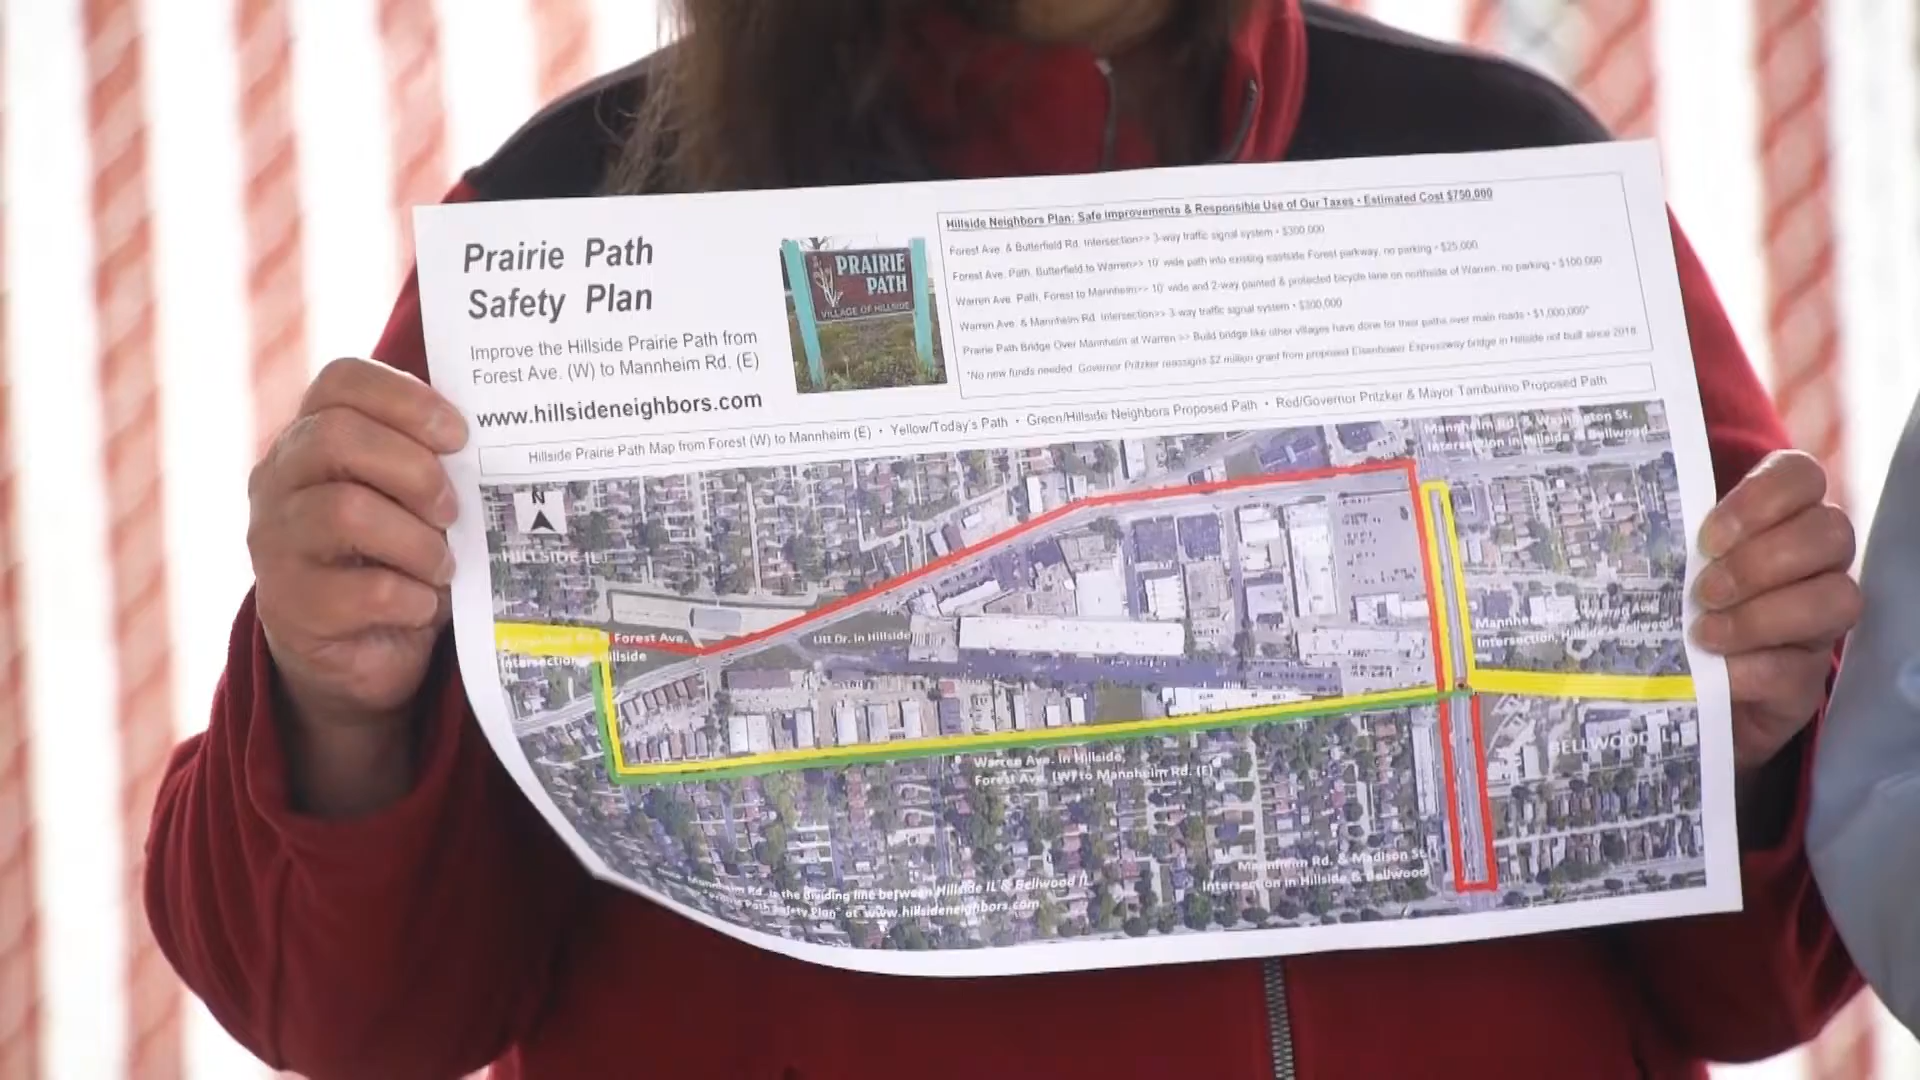 Prairie Path
Safety Plan
Improve the Hillside Prairie Path from
Forest Ave. (W) to Mannheim Rd. (E)
www.hillsideneighbors.com
PRAIRIE
PATH
VILLAGE OF HILLSIDE
Hillside Neighbors Plan: Safe Improvements & Responsible Use of Our Taxes • Estimated Cost $750,000
Forest Ave. & Butterfield Rd. Intersection>> 3-way traffic signal system • $300,000
Forest Ave. Path, Butterfield to Warren>> 10' wide path into existing eastside Forest parkway, no parking • $25,000
Warren Ave. Path, Forest to Mannheim>> 10' wide and 2-way painted & protected bicycle lane on northside of Warren, no parking • $100,000
Warren Ave. & Mannheim Rd. Intersection>> 3-way traffic signal system • $300,000
Prairie Path Bridge Over Mannheim at Warren >> Build bridge like other villages have done for their paths over main roads • $1,000,000*
*No new funds needed. Governor Pritzker reassigns $2 million grant from proposed Eisenhower Expressway bridge in Hillside not built since 2018.
Hillside Prairie Path Map from Forest (W) to Mannheim (E) • Yellow/Today's Path • Green/Hillside Neighbors Proposed Path • Red/Governor Pritzker & Mayor Tamburino Proposed Path
Mannheim Rd. & Washington St.
Intersection in Hillside & Bellwood
N
HILLSIDE IL
Forest Ave.
Intersection Hillside
Litt Dr. in Hillside
Mannheim Warren Ave
Intersection, Hillside & Bellwood
BELLWOOD IL
Warren Ave. in Hillside,
Forest Ave. (W) to Mannheim Rd. (E)
Mannheim Rd. & Madison St.
Intersection in Hillside & Bellwood
Mannheim Rd. is the dividing line between Hillside IL & Bellwood IL
Path Safety Plan" at www.hillsideneighbors.com